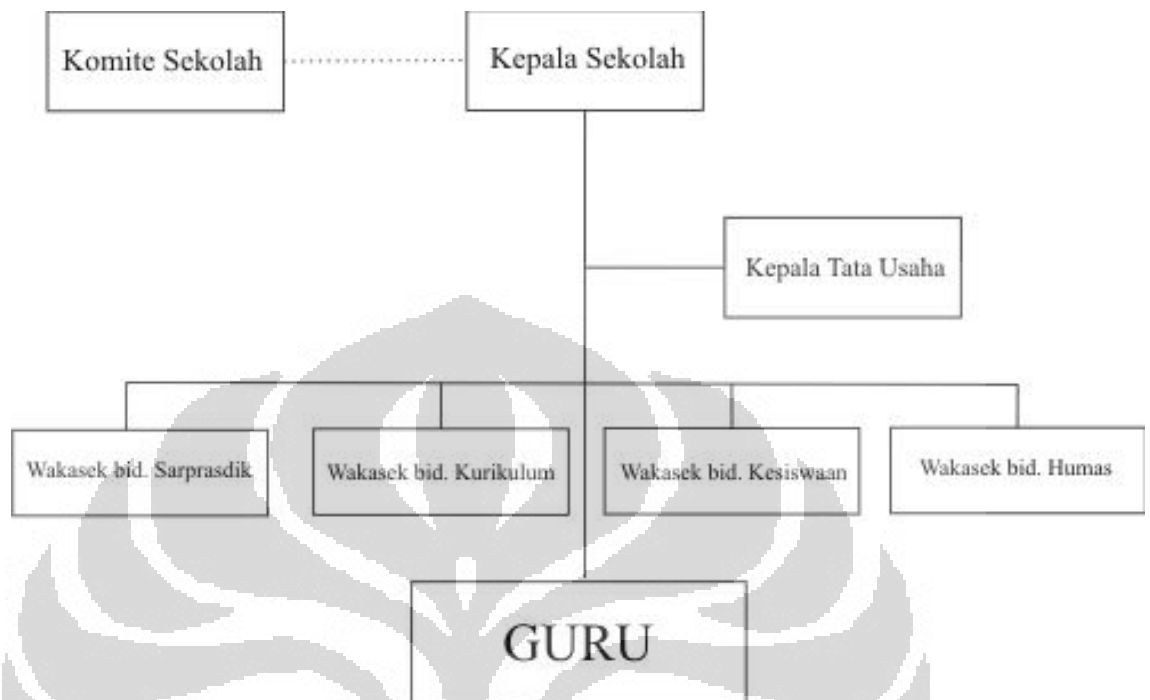 Komite Sekolah
Kepala Sekolah
Kepala Tata Usaha
Wakasek bid. Sarprasdik
Wakasek bid. Kurikulum
Wakasek bid. Kesiswaan
Wakasek bid. Humas
GURU